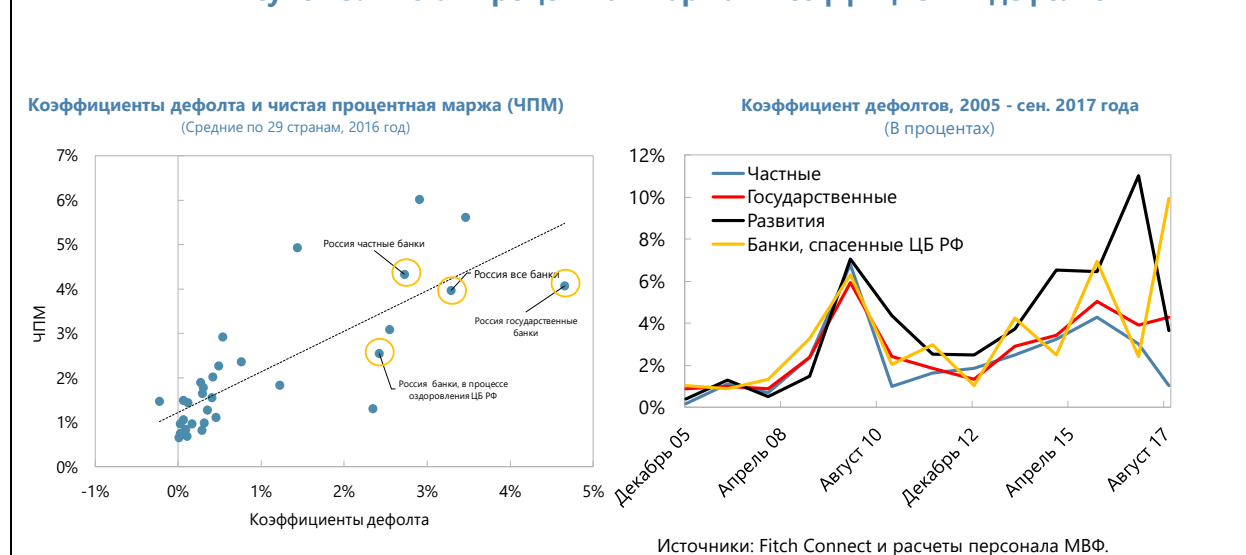 Коэффициенты дефолта и чистая процентная маржа (ЧПМ)
(Средние по 29 странам, 2016 год)
7%
6%
5%
4%
3%
2%
1%
0%
ЧПМ
-1%
0%
1%
2%
3%
4%
5%
Коэффициенты дефолта
Россия частные банки
Россия все банки
Россия государственные
банки
Россия банки, в процессе
оздоровления ЦБ РФ
Коэффициент дефолтов, 2005 - сен. 2017 года
(В процентах)
12%
10%
8%
6%
4%
2%
0%
Частные
Государственные
Развития
Банки, спасенные ЦБ РФ
Декабрь 05
Апрель 08
Август 10
Декабрь 12
Апрель 15
Август 17
Источники: Fitch Connect и расчеты персонала МВФ.